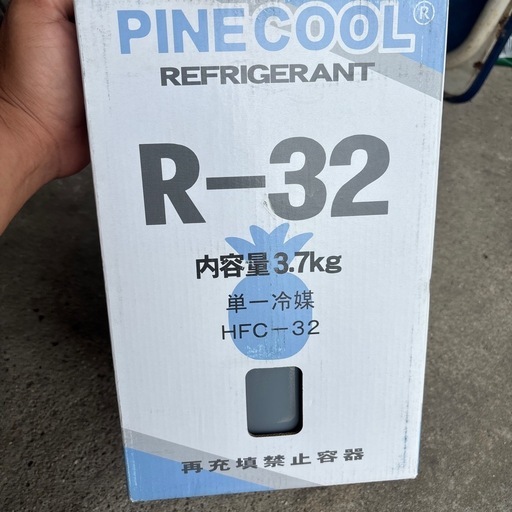 PINE COOL®
REFRIGERANT
R-32
内容量3.7kg
単一冷媒
HFC-32
再充填禁止容器